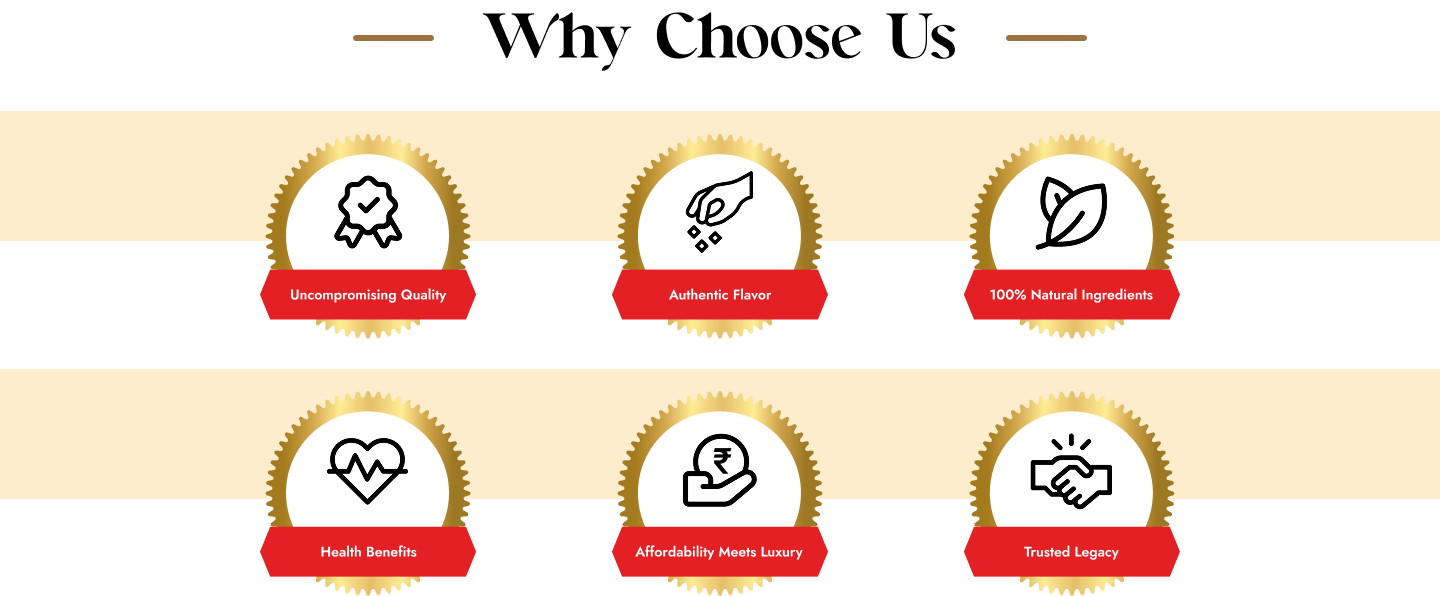 Why Choose Us
Uncompromising Quality
Authentic Flavor
100% Natural Ingredients
₹
Health Benefits
Affordability Meets Luxury
Trusted Legacy